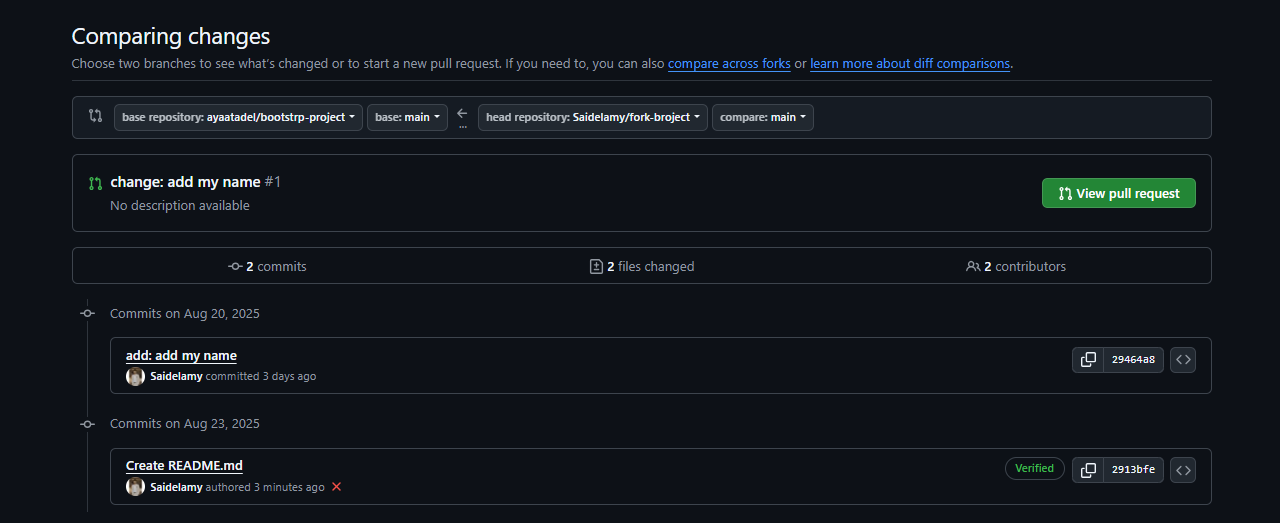 Comparing changes
Choose two branches to see what's changed or to start a new pull request. If you need to, you can also compare across forks or learn more about diff comparisons.
base repository: ayaatadel/bootstrp-project base: main ... head repository: Saidelamy/fork-broject compare: main
change: add my name #1
No description available
View pull request
2 commits
2 files changed
2 contributors
Commits on Aug 20, 2025
add: add my name
Saidelamy committed 3 days ago
29464a8
Commits on Aug 23, 2025
Create README.md
Saidelamy authored 3 minutes ago
Verified
2913bfe